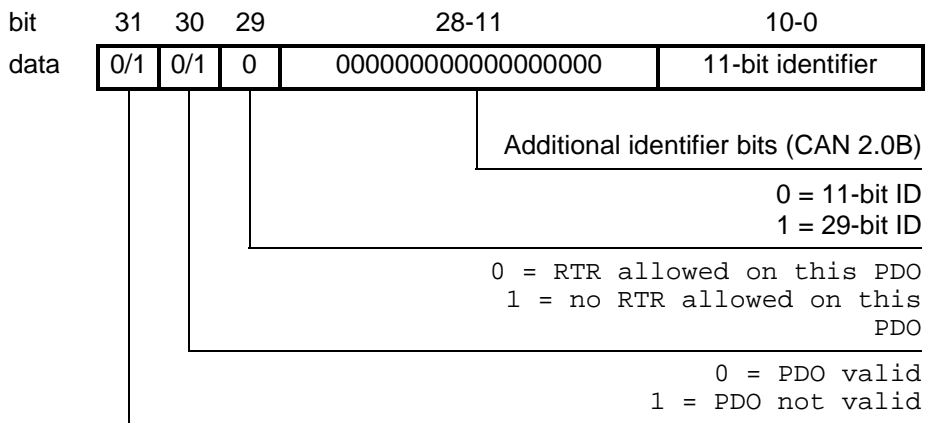 bit 31 30 29 28-11 10-0
data 0/1 0/1 0 000000000000000000 11-bit identifier
Additional identifier bits (CAN 2.0B)
0 = 11-bit ID
1 = 29-bit ID
0 = RTR allowed on this PDO
1 = no RTR allowed on this
PDO
0 = PDO valid
1 = PDO not valid